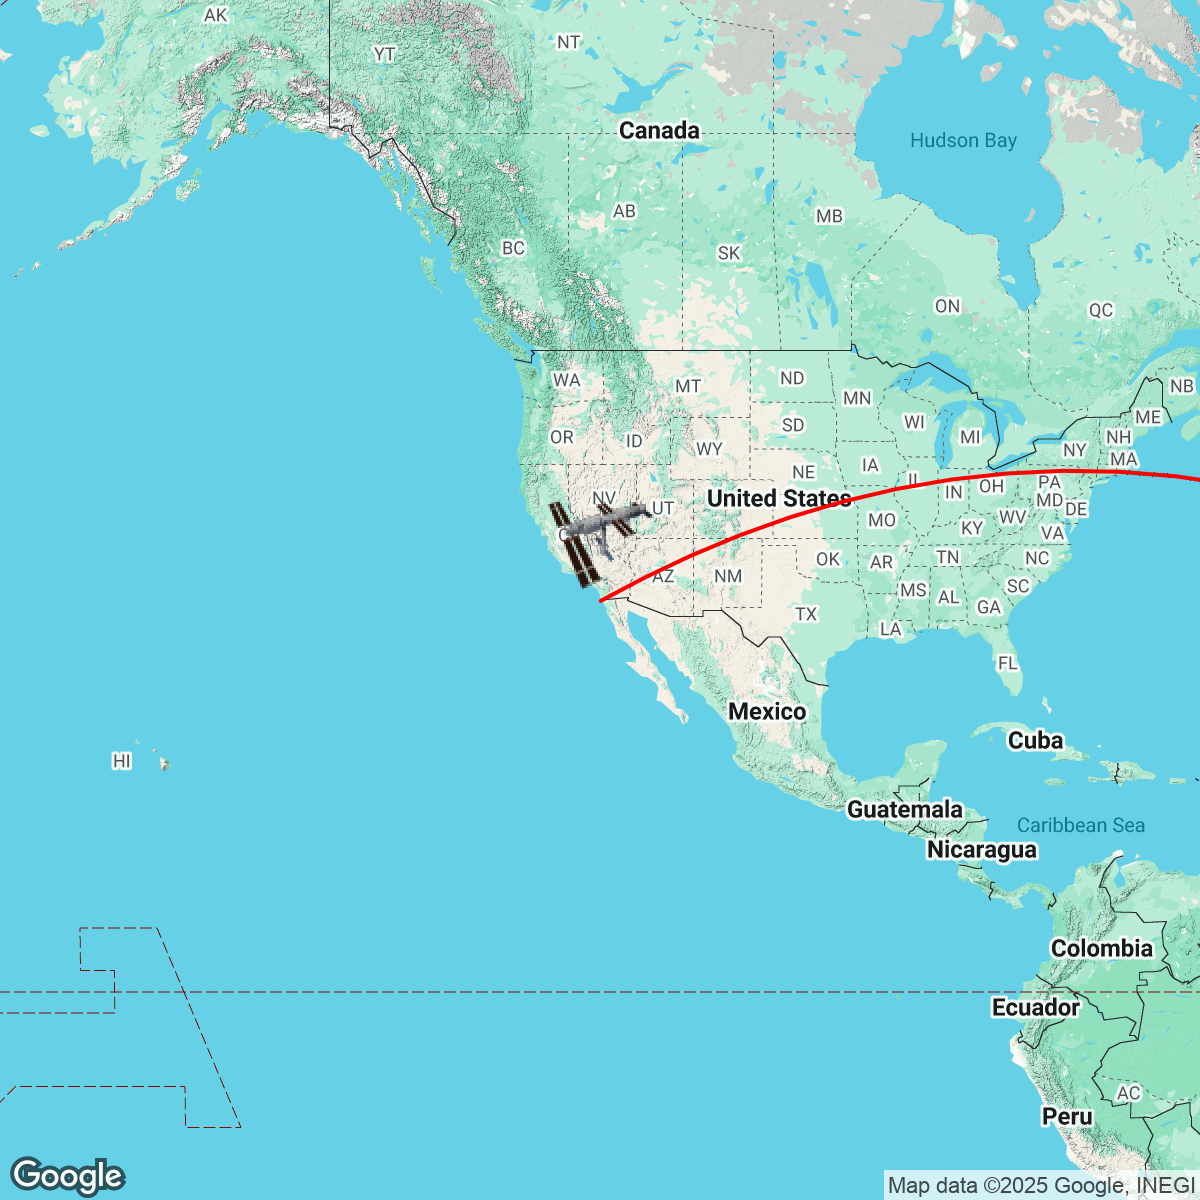 AK
YT
NT
Canada
Hudson Bay
AB
MB
BC
SK
ON
QC
WA
MT
ND
MN
NB
ME
OR
ID
WY
SD
WI
MI
NY
NH
MA
IA
NE
IL
IN
OH
PA
NV
UT
United States
MD
DE
MO
KY
WV
VA
C
OK
AR
TN
NC
AZ
NM
MS
AL
SC
GA
TX
LA
FL
Mexico
Cuba
HI
Guatemala
Caribbean Sea
Nicaragua
Colombia
Ecuador
AC
Peru
Google
Map data ©2025 Google, INEGI